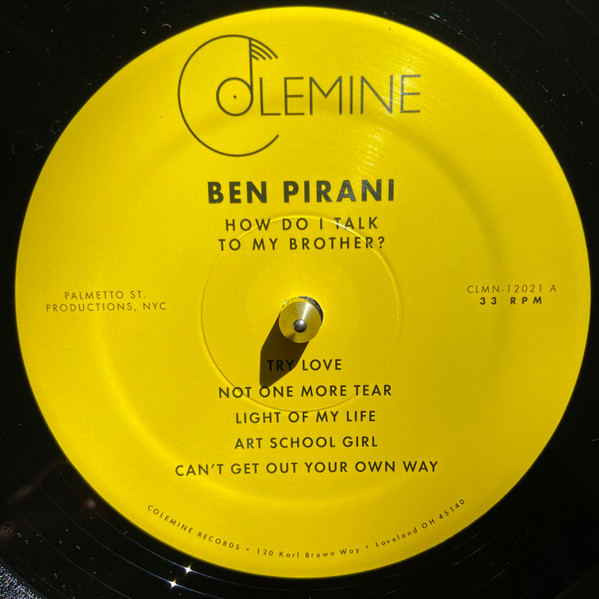 COLEMINE
BEN PIRANI
HOW DO I TALK
TO MY BROTHER?
PALMETTO ST.
PRODUCTIONS, NYC
CLMN-12021 A
33 RPM
TRY LOVE
NOT ONE MORE TEAR
LIGHT OF MY LIFE
ART SCHOOL GIRL
CAN'T GET OUT YOUR OWN WAY
COLEMINE RECORDS • 120 Karl Brown Way • Loveland OH 45140